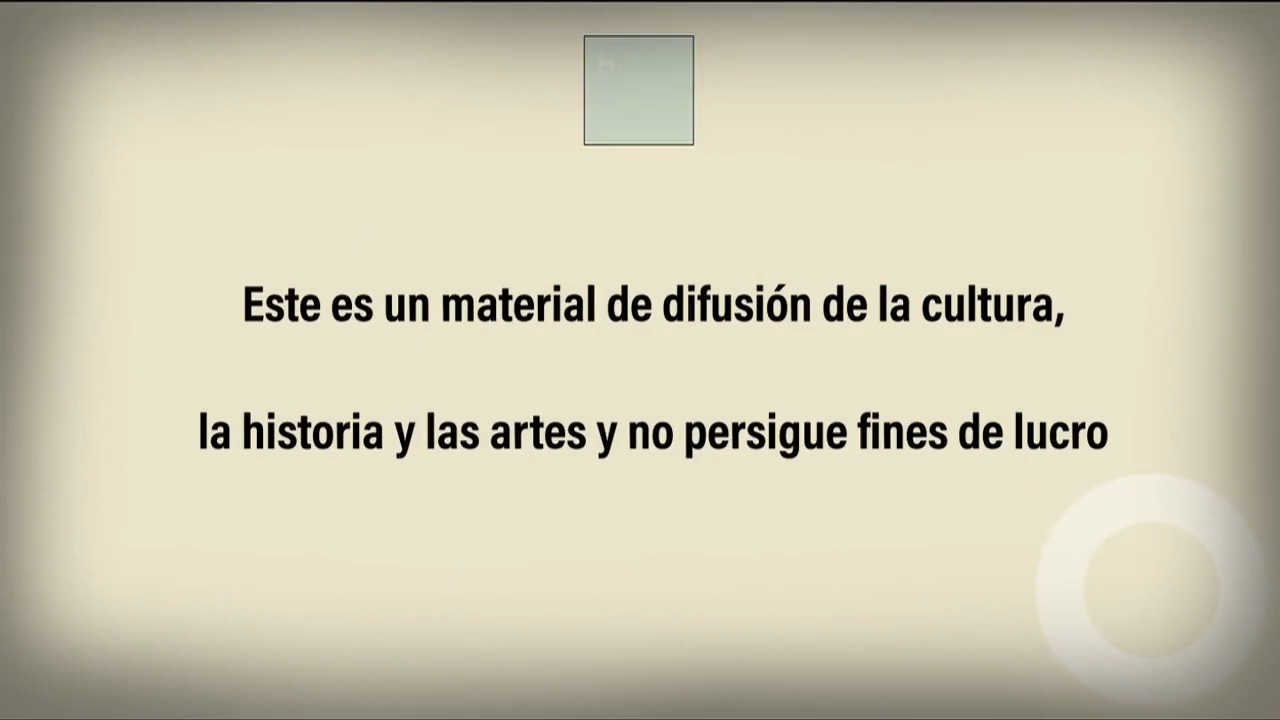 Este es un material de difusión de la cultura,
la historia y las artes y no persigue fines de lucro